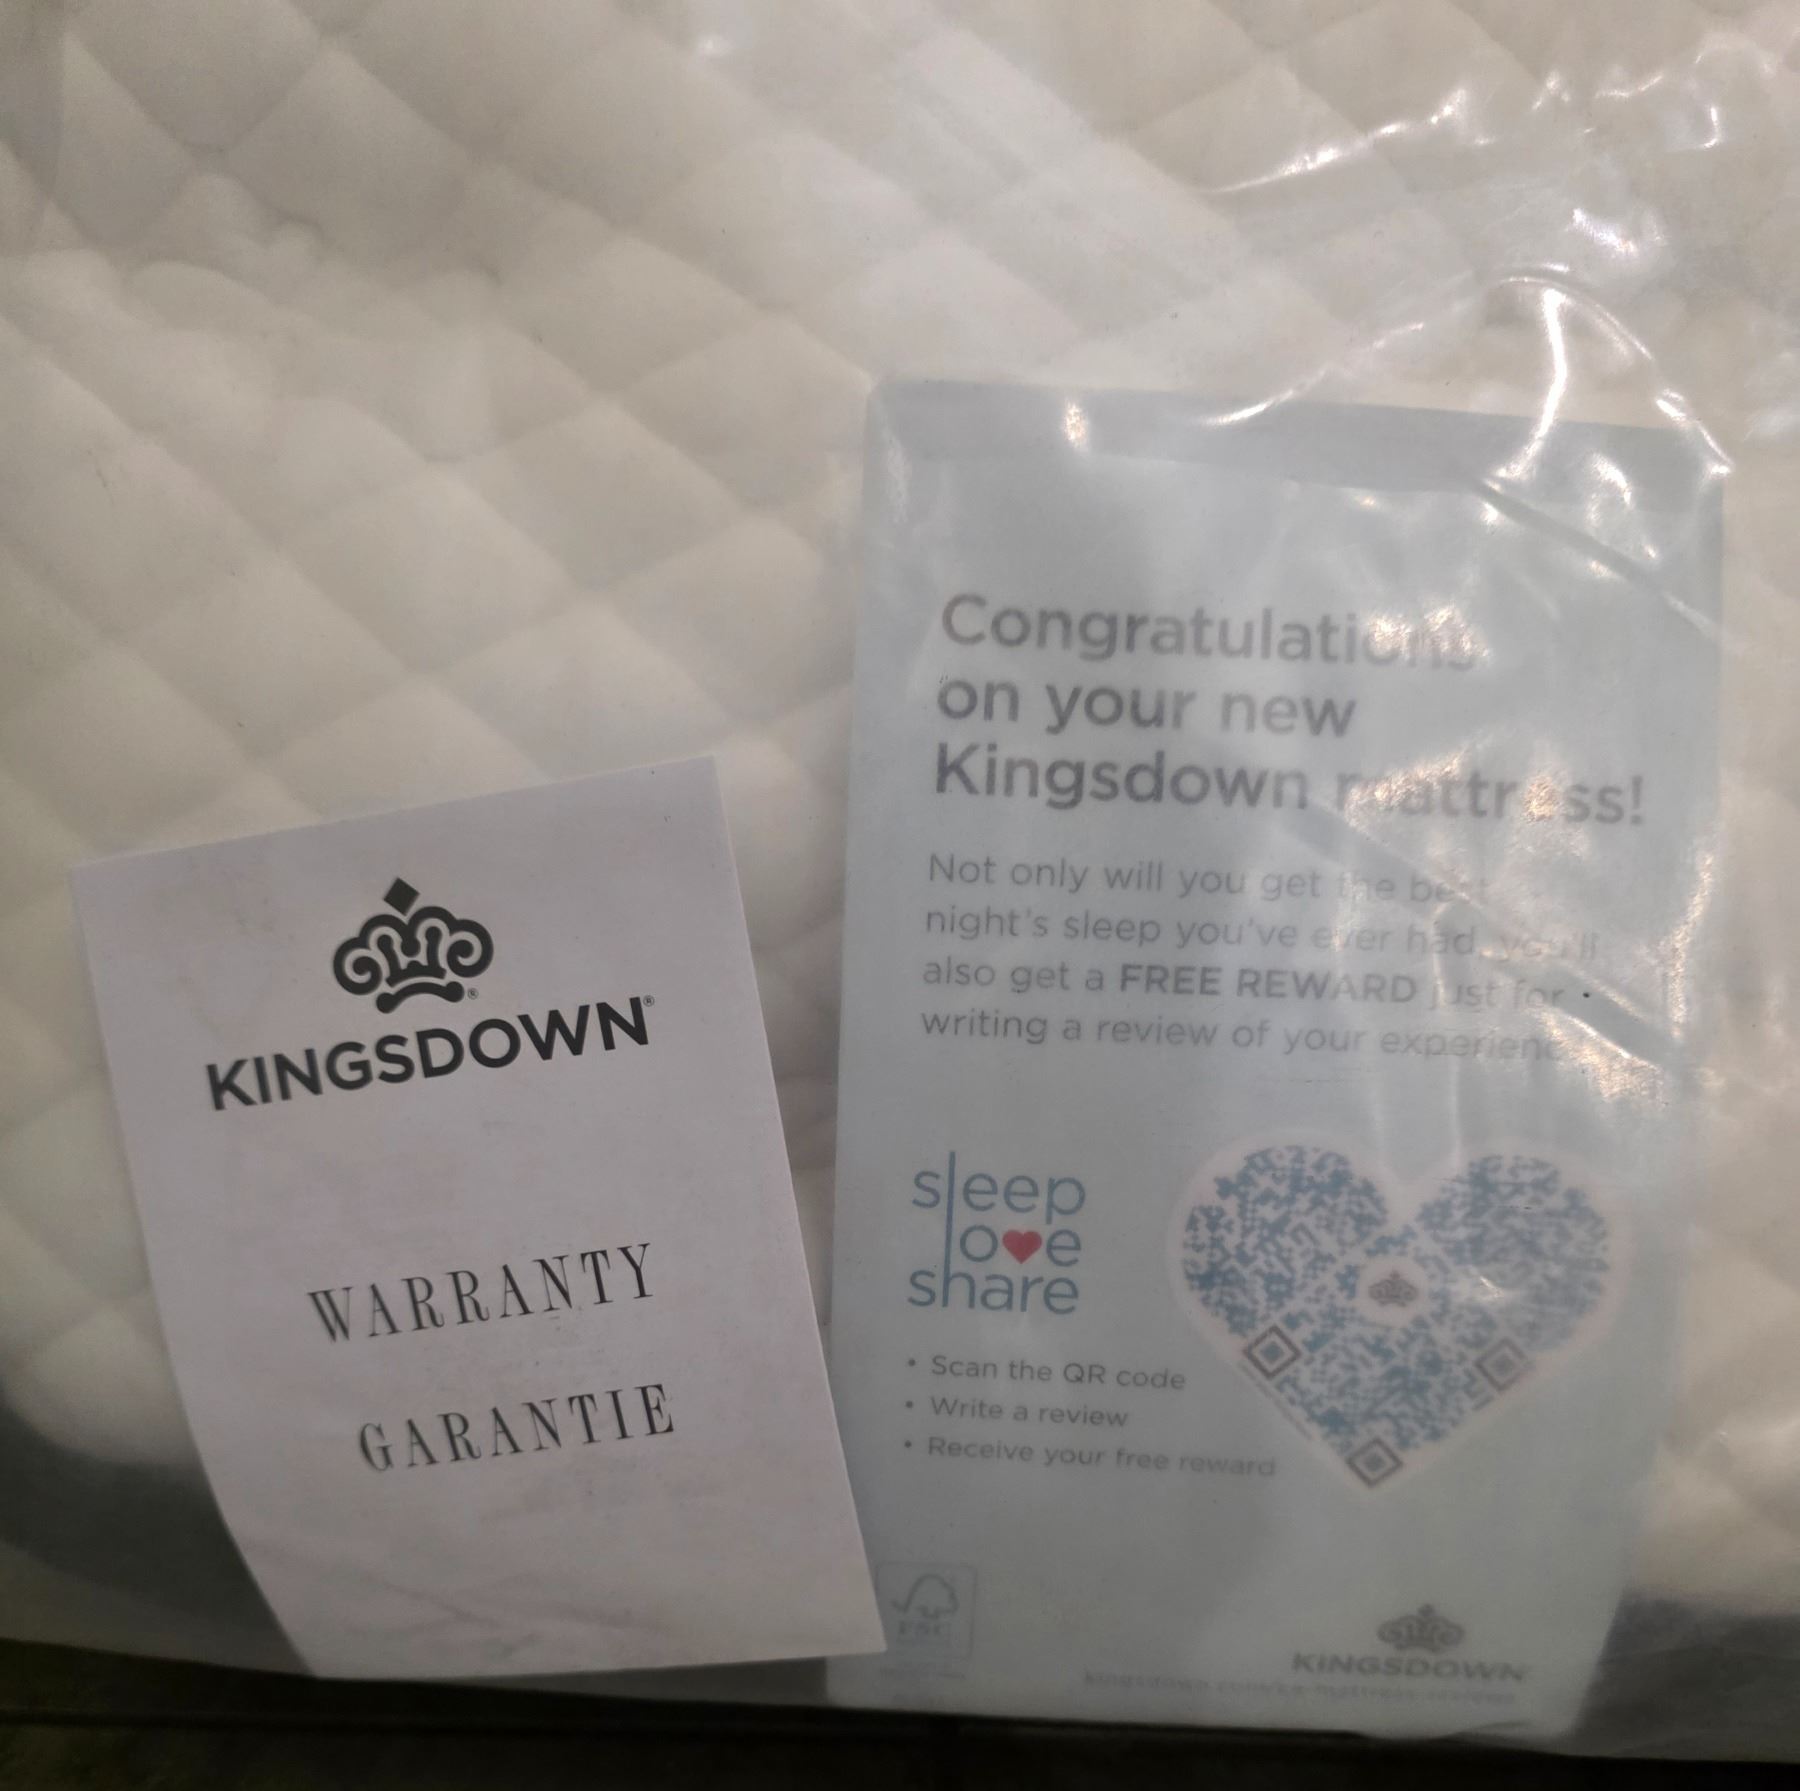 KINGSDOWN®
WARRANTY
GARANTIE
Congratulations
on your new
Kingsdown mattress!
Not only will you get the best
night's sleep you've ever had, you'll
also get a FREE REWARD just for
writing a review of your experience
sleep
love
share
• Scan the QR code
• Write a review
• Receive your free reward
FSC
KINGSDOWN